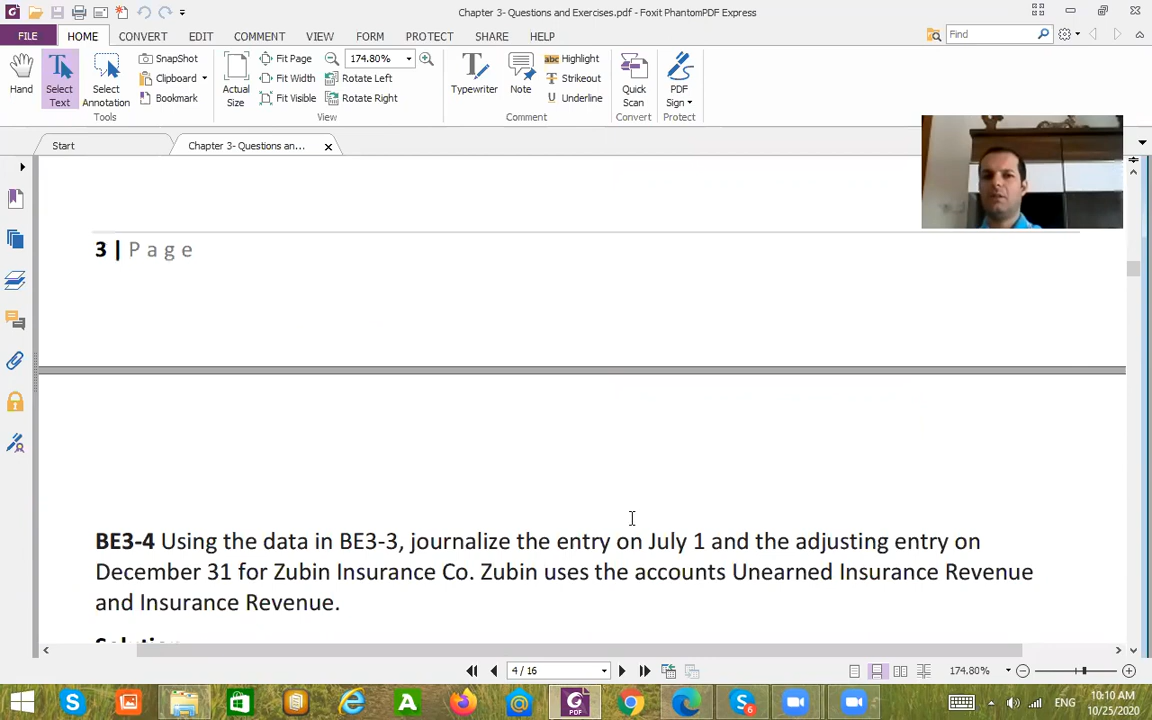 Chapter 3- Questions and Exercises.pdf - Foxit PhantomPDF Express
FILE HOME CONVERT EDIT COMMENT VIEW FORM PROTECT SHARE HELP
Find
Hand
Select Text
Select Annotation
SnapShot
Clipboard
Bookmark
Tools
Actual Size
Fit Page
Fit Width
Fit Visible
174.80%
Rotate Left
Rotate Right
View
Typewriter
Note
abc Highlight
Strikeout
U Underline
Comment
Quick Scan
Convert
PDF Sign
Protect
Start
Chapter 3- Questions an...
3 | P a g e
BE3-4 Using the data in BE3-3, journalize the entry on July 1 and the adjusting entry on
December 31 for Zubin Insurance Co. Zubin uses the accounts Unearned Insurance Revenue
and Insurance Revenue.
Solution
4 / 16
174.80%
ENG
10:10 AM
10/25/2020